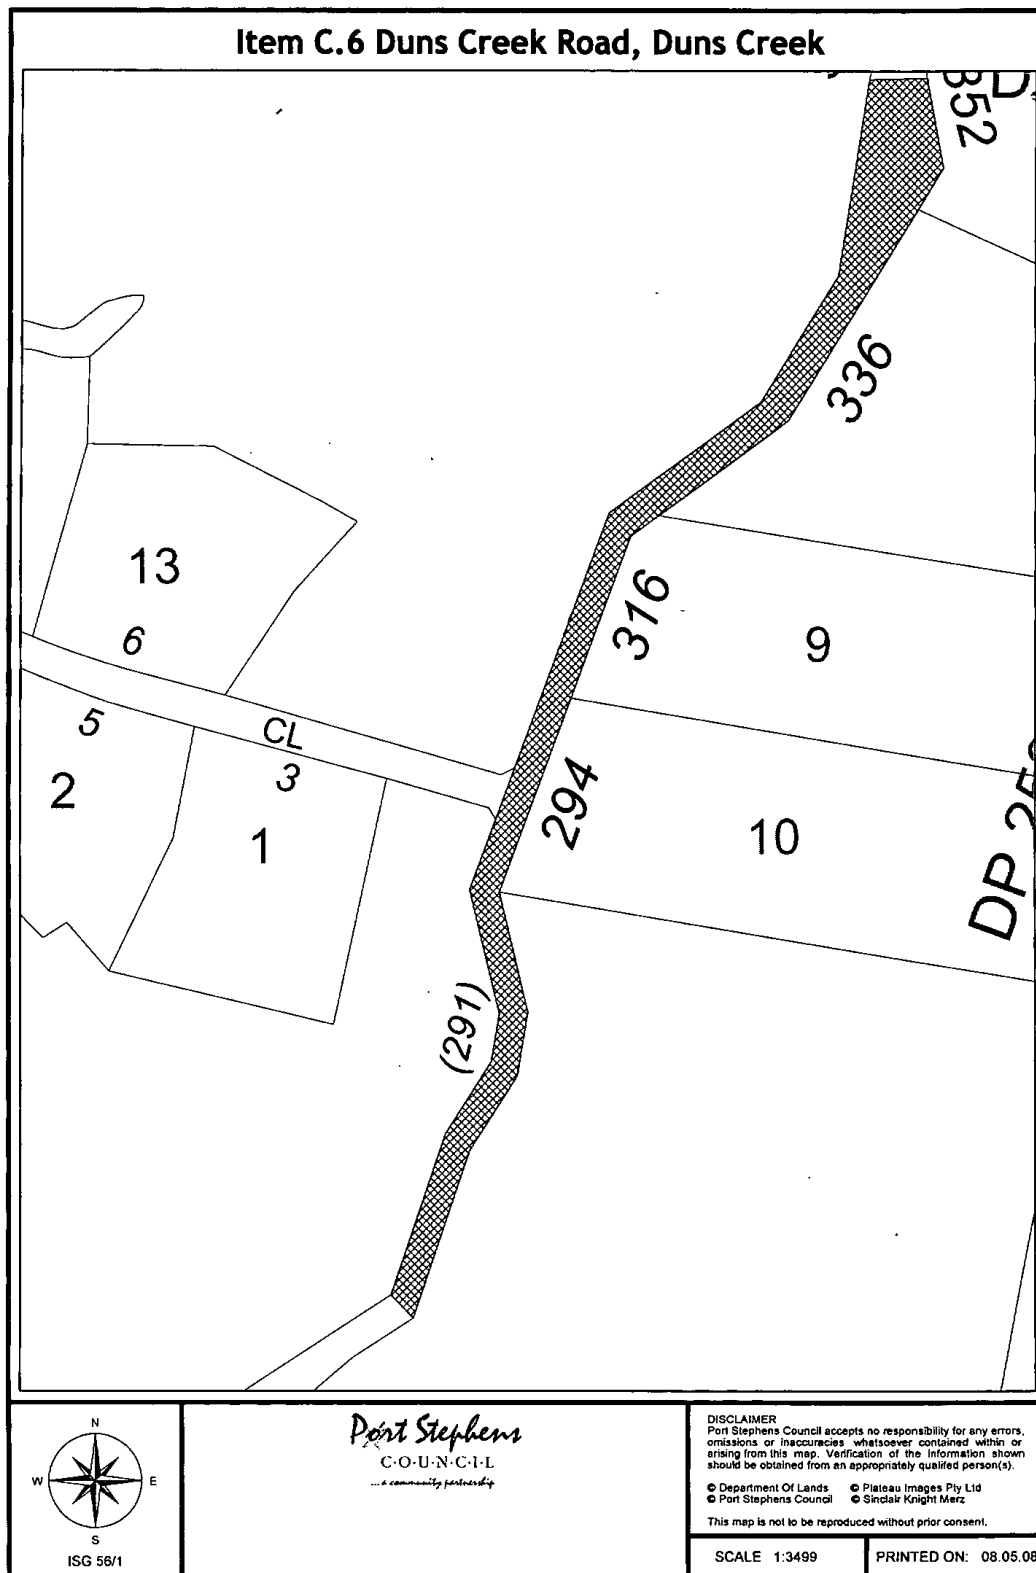 Item C.6 Duns Creek Road, Duns Creek
352
336
13
316
6
9
CL
5
3
2
294
1
10
DP 25
(291)
N
W E
S
ISG 56/1
Port Stephens
C·O·U·N·C·I·L
... a community partnership
DISCLAIMER
Port Stephens Council accepts no responsibility for any errors,
omissions or inaccuracies whatsoever contained within or
arising from this map. Verification of the information shown
should be obtained from an appropriately qualified person(s).
© Department Of Lands © Plateau Images Pty Ltd
© Port Stephens Council © Sinclair Knight Merz
This map is not to be reproduced without prior consent.
SCALE 1:3499
PRINTED ON: 08.05.08